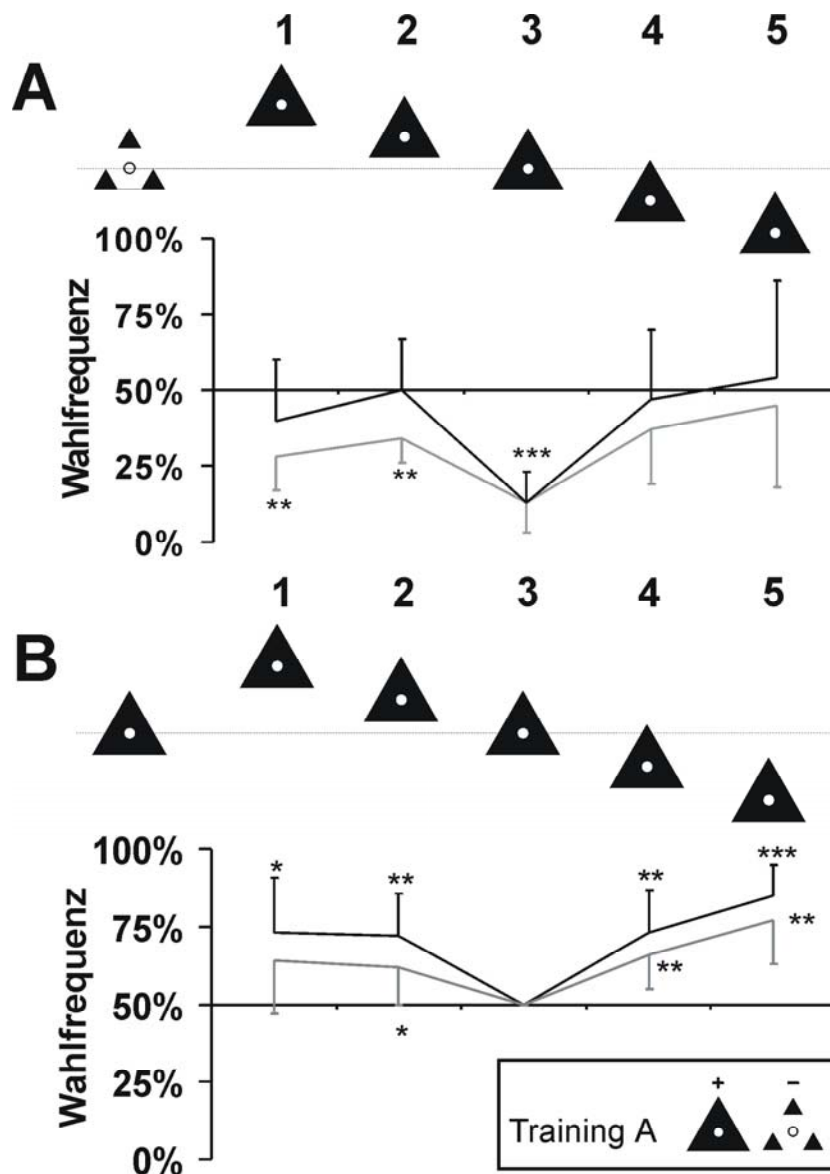 1 2 3 4 5
A
100%
75%
50%
25%
0%
Wahlfrequenz
** ** ***
1 2 3 4 5
B
100%
75%
50%
25%
0%
Wahlfrequenz
* ** ** ***
* ** **
+ −
Training A